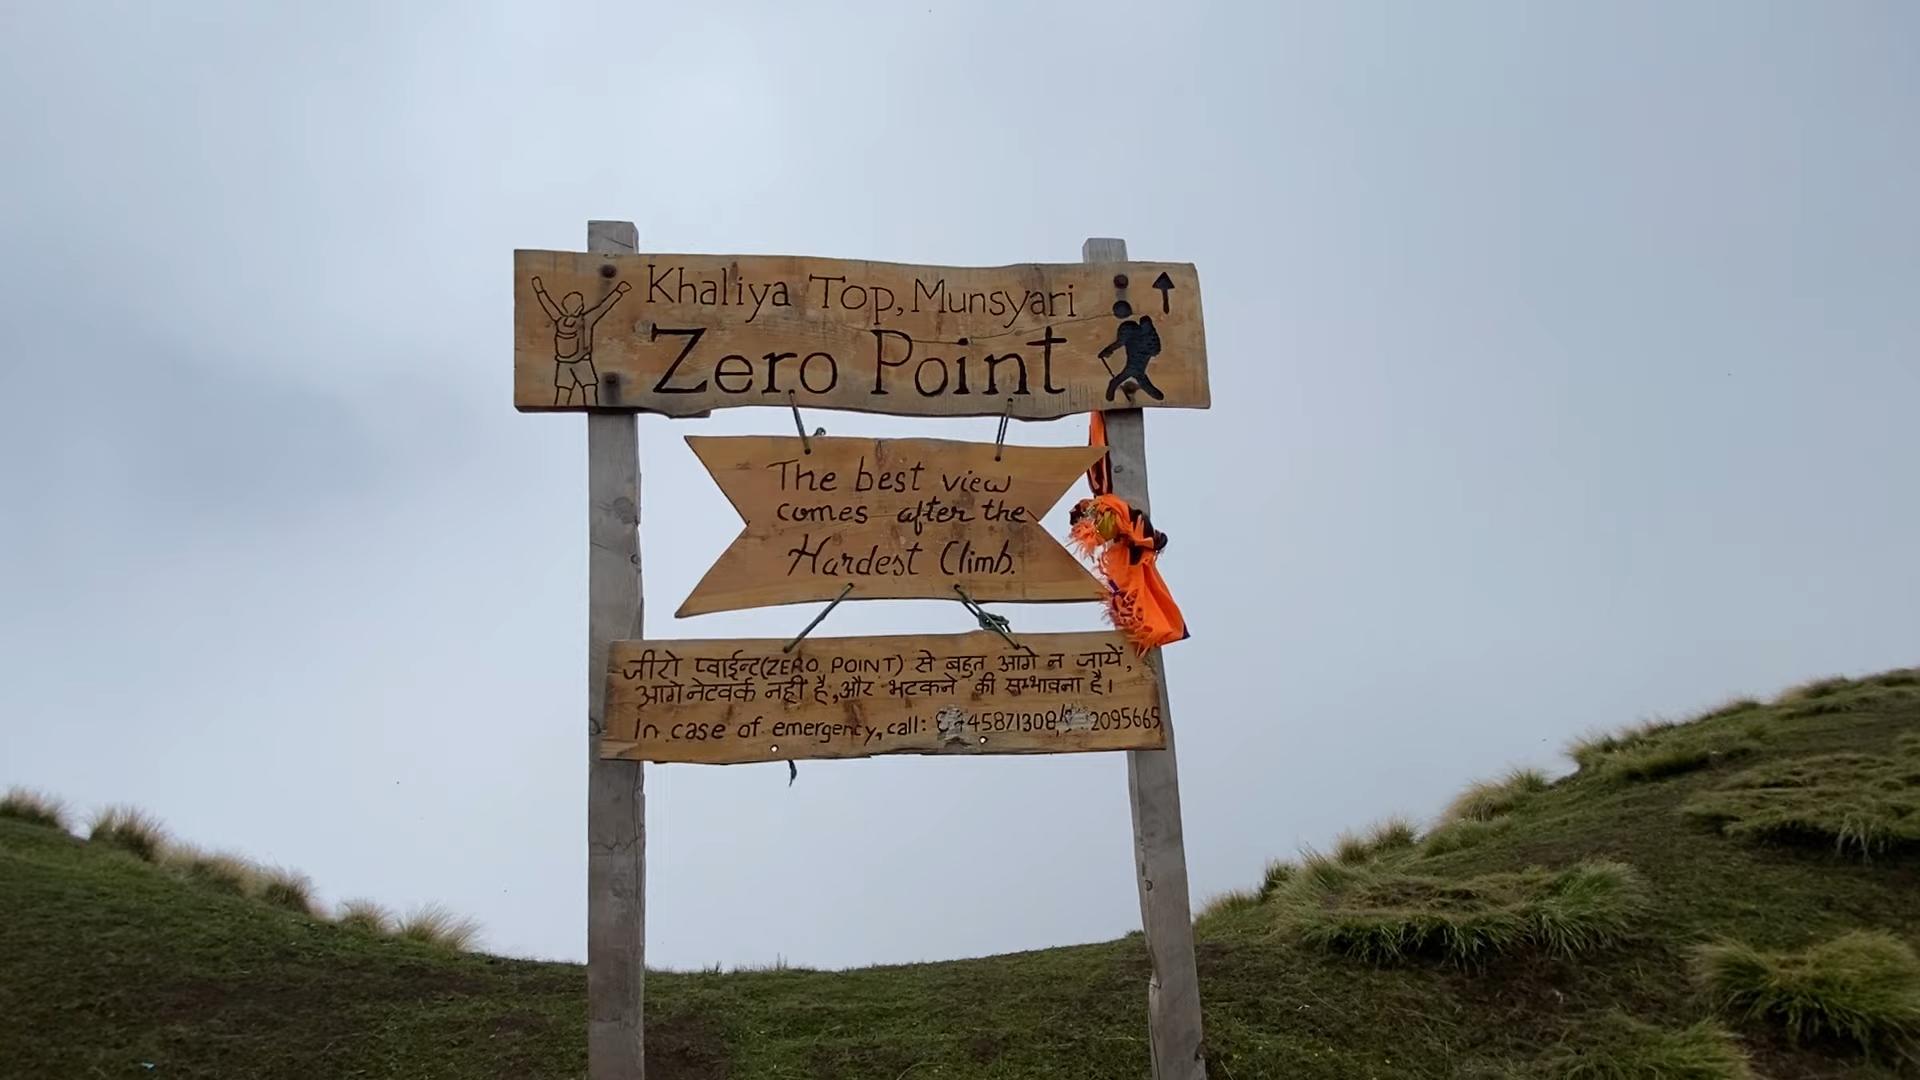 Khaliya Top, Munsyari
Zero Point
The best view
comes after the
Hardest Climb.
जीरो प्वाईन्ट(ZERO POINT) से बहुत आगे न जायें,
आगे नेटवर्क नहीं है, और भटकने की सम्भावना है।
In case of emergency, call: